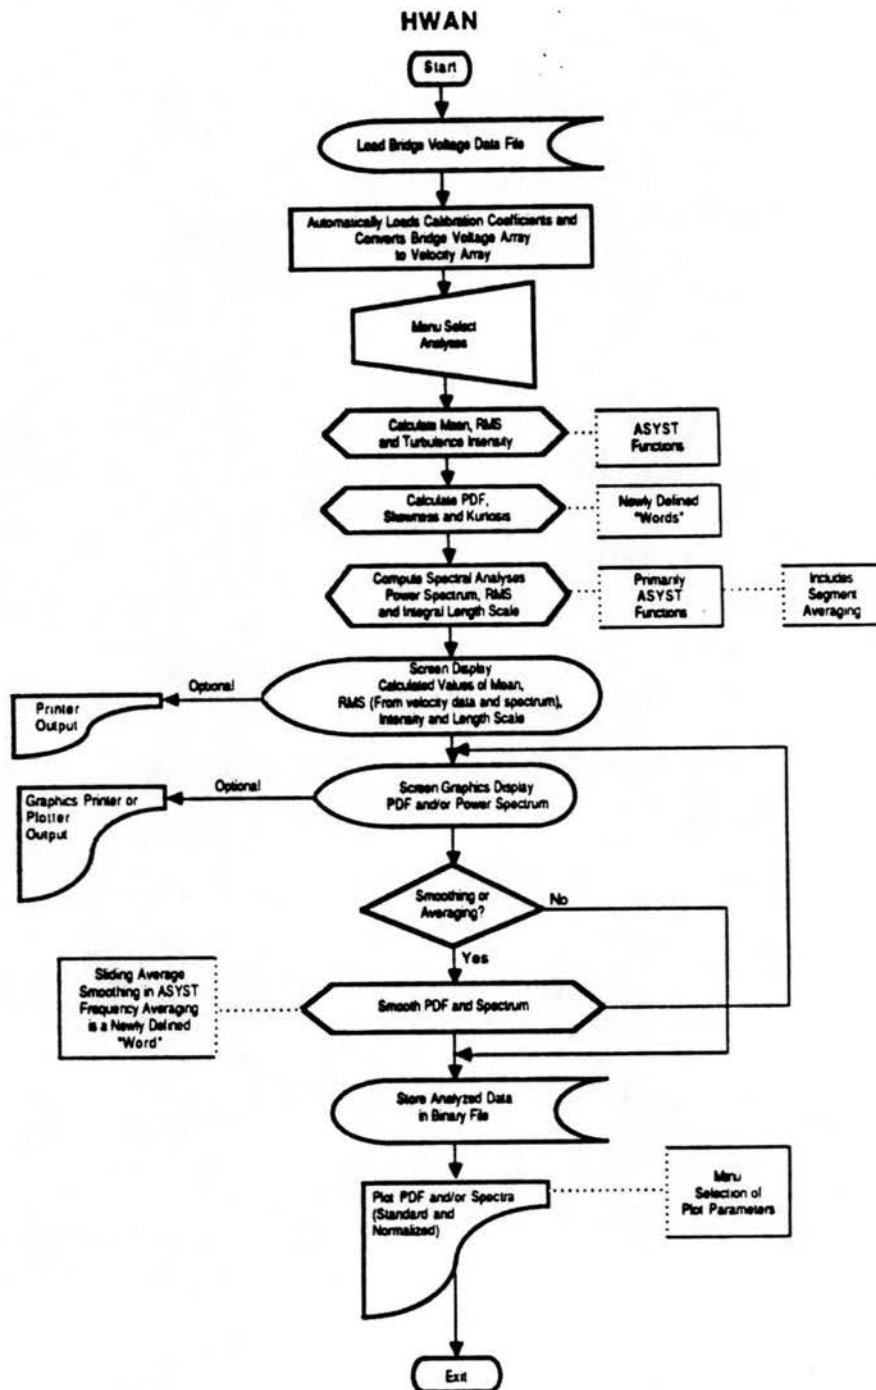 HWAN
Start
Load Bridge Voltage Data File
Automatically Loads Calibration Coefficients and
Converts Bridge Voltage Array
to Velocity Array
Menu Select
Analyses
Calculate Mean, RMS
and Turbulence Intensity
ASYST
Functions
Calculate PDF,
Skewness and Kurtosis
Newly Defined
"Words"
Compute Spectral Analyses
Power Spectrum, RMS
and Integral Length Scale
Primarily
ASYST
Functions
Includes
Segment
Averaging
Screen Display
Calculated Values of Mean,
RMS (From velocity data and spectrum),
Intensity and Length Scale
Optional
Printer
Output
Screen Graphics Display
PDF and/or Power Spectrum
Optional
Graphics Printer or
Plotter
Output
Smoothing or
Averaging?
No
Yes
Sliding Average
Smoothing in ASYST
Frequency Averaging
is a Newly Defined
"Word"
Smooth PDF and Spectrum
Store Analyzed Data
in Binary File
Plot PDF and/or Spectra
(Standard and
Normalized)
Menu
Selection of
Plot Parameters
Exit